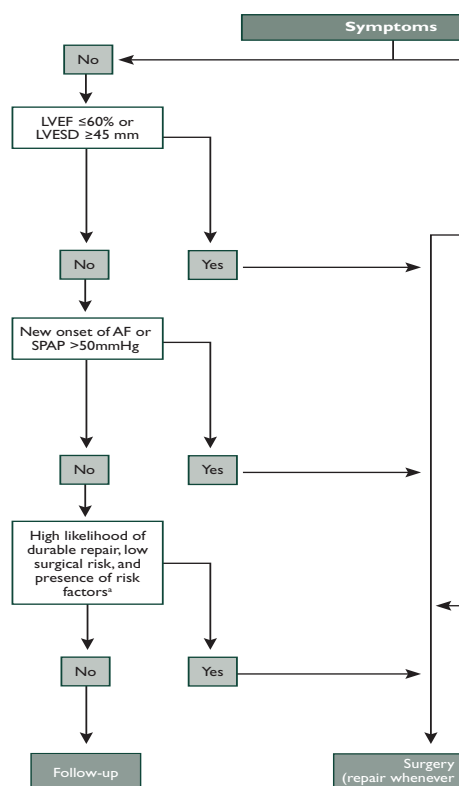 Symptoms
No
LVEF ≤60% or
LVESD ≥45 mm
No
Yes
New onset of AF or
SPAP >50mmHg
No
Yes
High likelihood of
durable repair, low
surgical risk, and
presence of risk
factorsᵃ
No
Yes
Follow-up
Surgery
(repair whenever